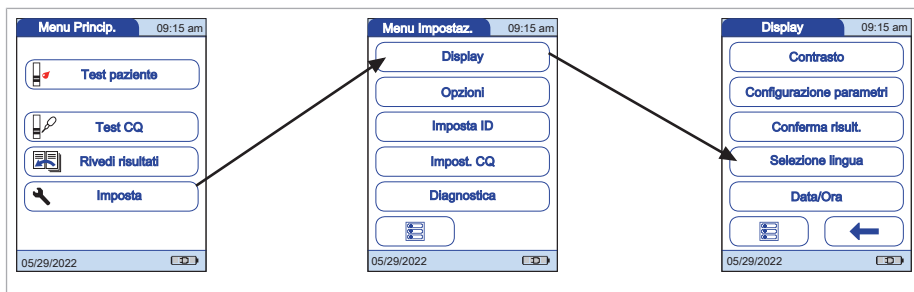 Menu Princip. 09:15 am
Test paziente
Test CQ
Rivedi risultati
Imposta
05/29/2022
Menu Impostaz. 09:15 am
Display
Opzioni
Imposta ID
Impost. CQ
Diagnostica
05/29/2022
Display 09:15 am
Contrasto
Configurazione parametri
Conferma risult.
Selezione lingua
Data/Ora
05/29/2022